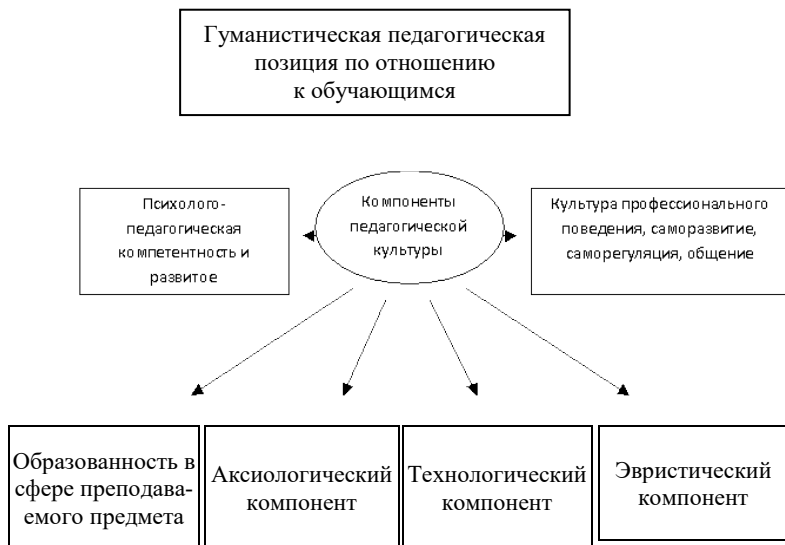 Гуманистическая педагогическая
позиция по отношению
к обучающимся
Психолого-
педагогическая
компетентность и
развитое
Компоненты
педагогической
культуры
Культура профессионального
поведения, саморазвитие,
саморегуляция, общение
Образованность в
сфере преподава-
емого предмета
Аксиологический
компонент
Технологический
компонент
Эвристический
компонент